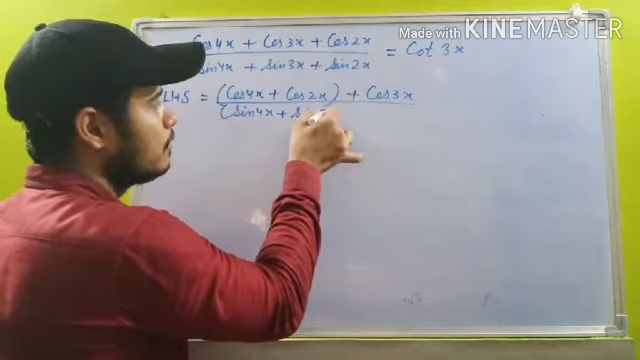 Made with KINEMASTER
Cos4x + Cos3x + Cos2x
sin4x + sin3x + sin2x
= Cot 3x
LHS = (Cos4x + Cos2x) + Cos3x
(sin4x +